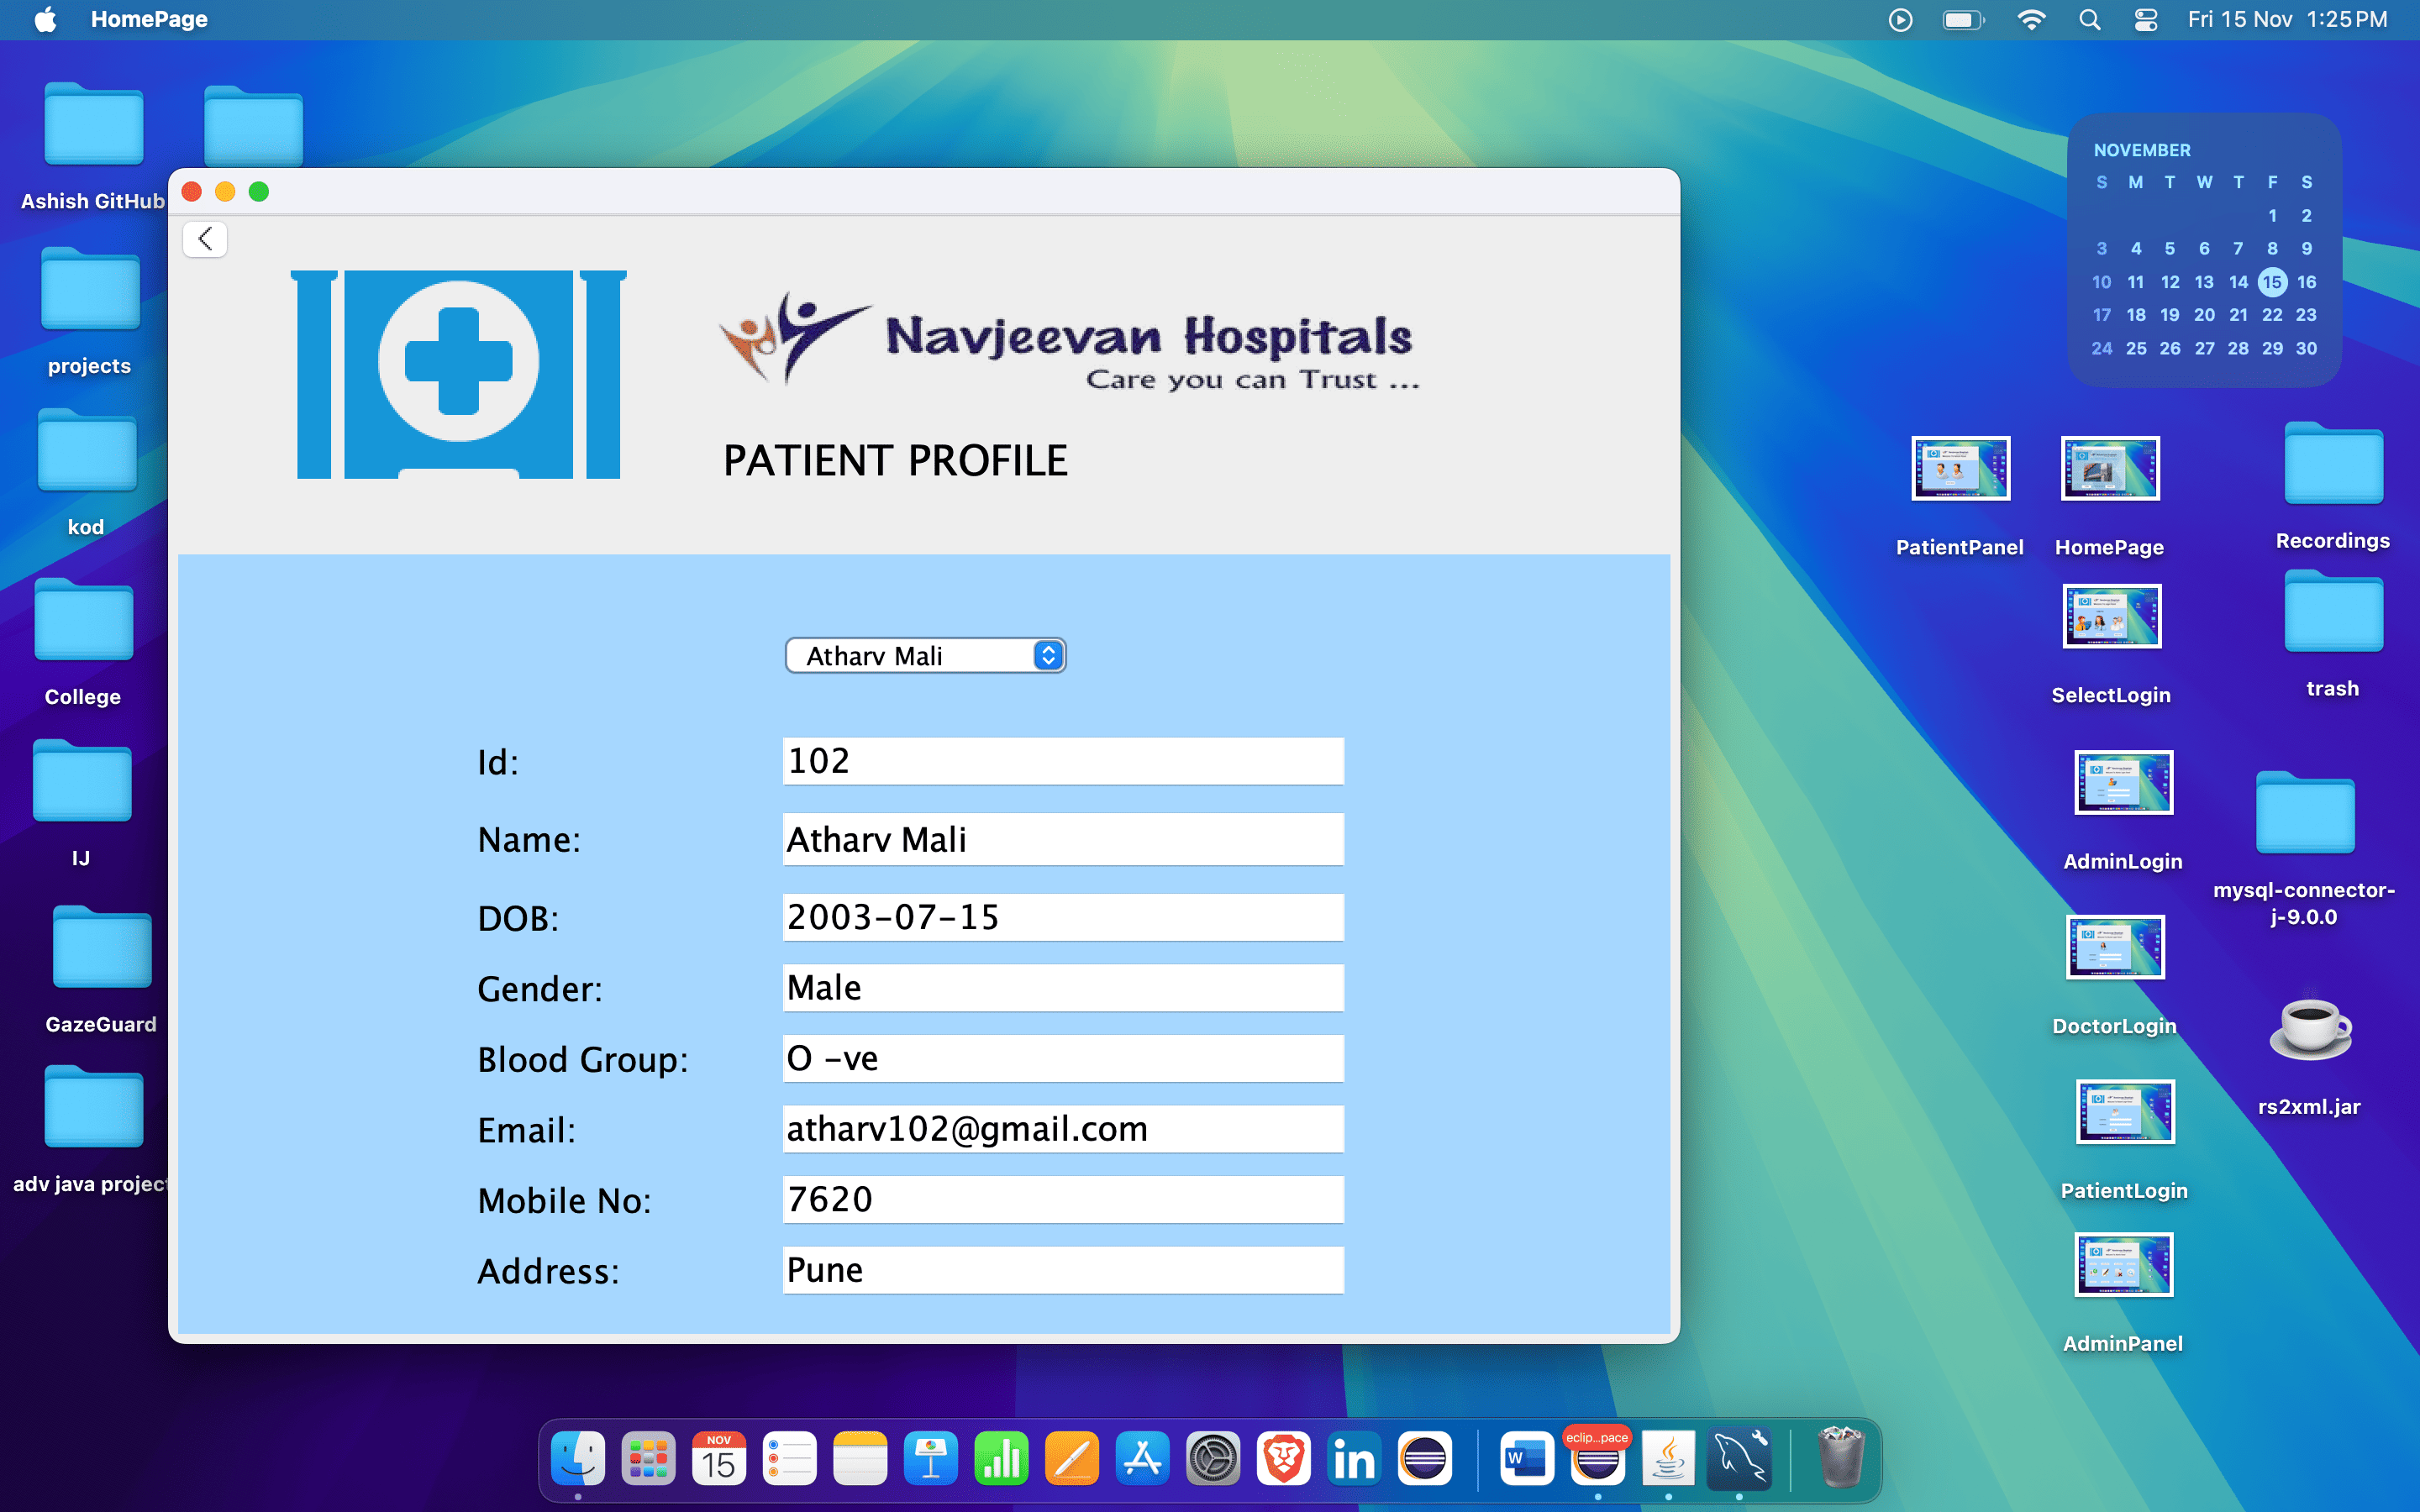 HomePage
Fri 15 Nov 1:25 PM
Ashish GitHub
projects
kod
College
IJ
GazeGuard
adv java project
Navjeevan Hospitals
Care you can Trust ...
PATIENT PROFILE
Atharv Mali
Id: 102
Name: Atharv Mali
DOB: 2003-07-15
Gender: Male
Blood Group: O -ve
Email: atharv102@gmail.com
Mobile No: 7620
Address: Pune
NOVEMBER
S M T W T F S
1 2
3 4 5 6 7 8 9
10 11 12 13 14 15 16
17 18 19 20 21 22 23
24 25 26 27 28 29 30
PatientPanel
HomePage
Recordings
SelectLogin
trash
AdminLogin
mysql-connector-
j-9.0.0
DoctorLogin
rs2xml.jar
PatientLogin
AdminPanel
NOV
15
in
W
eclip...pace